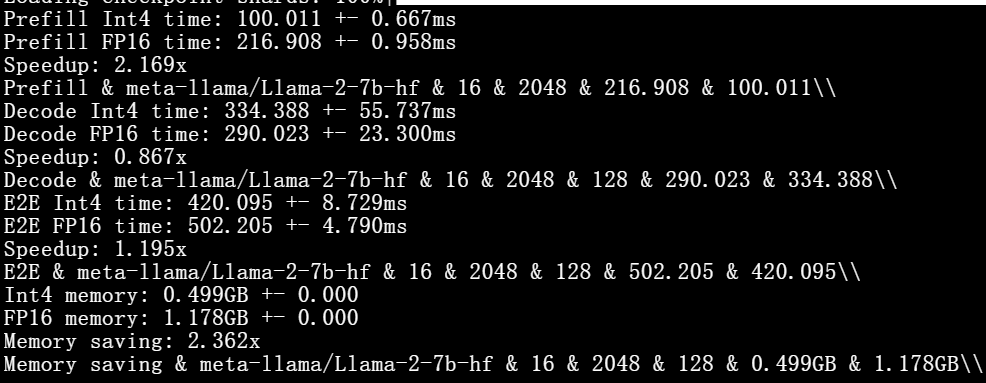 Loading checkpoint shards: 100%|
Prefill Int4 time: 100.011 +- 0.667ms
Prefill FP16 time: 216.908 +- 0.958ms
Speedup: 2.169x
Prefill & meta-llama/Llama-2-7b-hf & 16 & 2048 & 216.908 & 100.011\\
Decode Int4 time: 334.388 +- 55.737ms
Decode FP16 time: 290.023 +- 23.300ms
Speedup: 0.867x
Decode & meta-llama/Llama-2-7b-hf & 16 & 2048 & 128 & 290.023 & 334.388\\
E2E Int4 time: 420.095 +- 8.729ms
E2E FP16 time: 502.205 +- 4.790ms
Speedup: 1.195x
E2E & meta-llama/Llama-2-7b-hf & 16 & 2048 & 128 & 502.205 & 420.095\\
Int4 memory: 0.499GB +- 0.000
FP16 memory: 1.178GB +- 0.000
Memory saving: 2.362x
Memory saving & meta-llama/Llama-2-7b-hf & 16 & 2048 & 128 & 0.499GB & 1.178GB\\